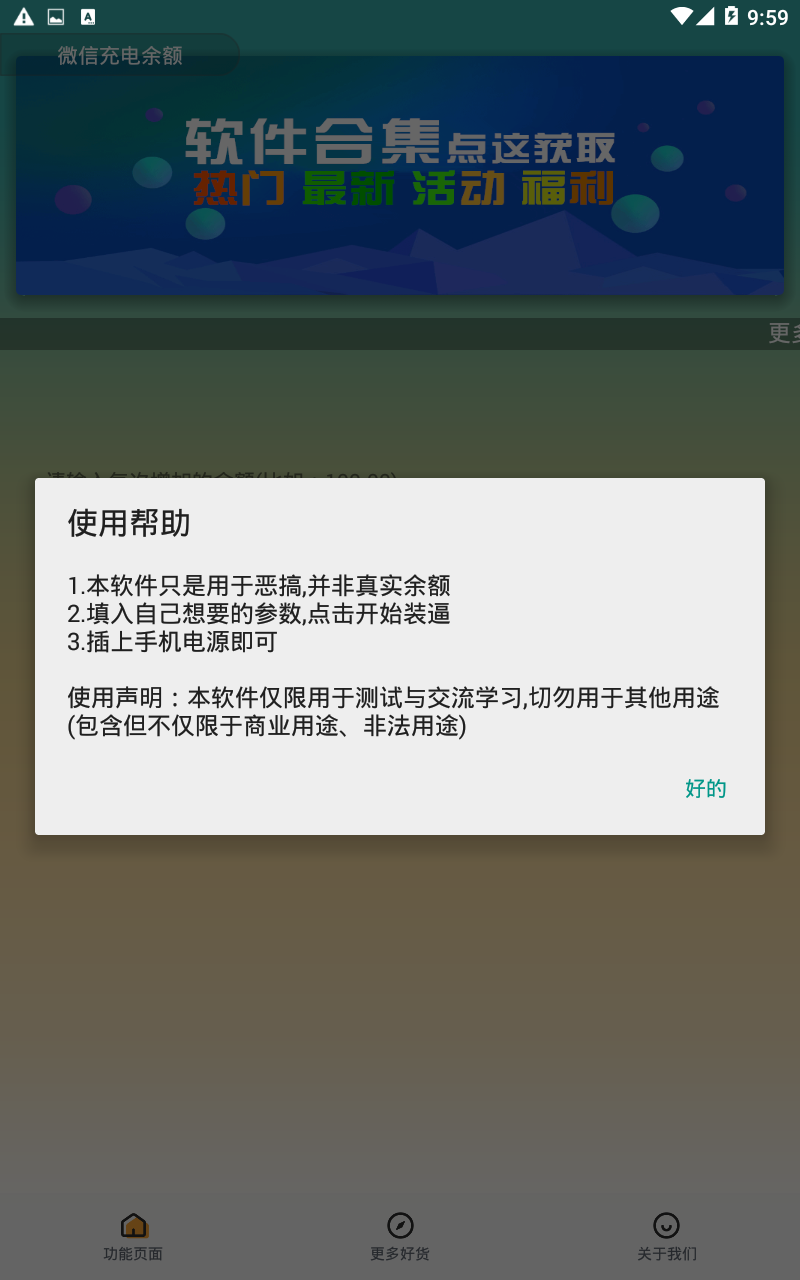 9:59
微信充电余额
软件合集点这获取
热门 最新 活动 福利
更多
使用帮助
1.本软件只是用于恶搞,并非真实余额
2.填入自己想要的参数,点击开始装逼
3.插上手机电源即可
使用声明：本软件仅限用于测试与交流学习,切勿用于其他用途
(包含但不仅限于商业用途、非法用途)
好的
功能页面
更多好货
关于我们